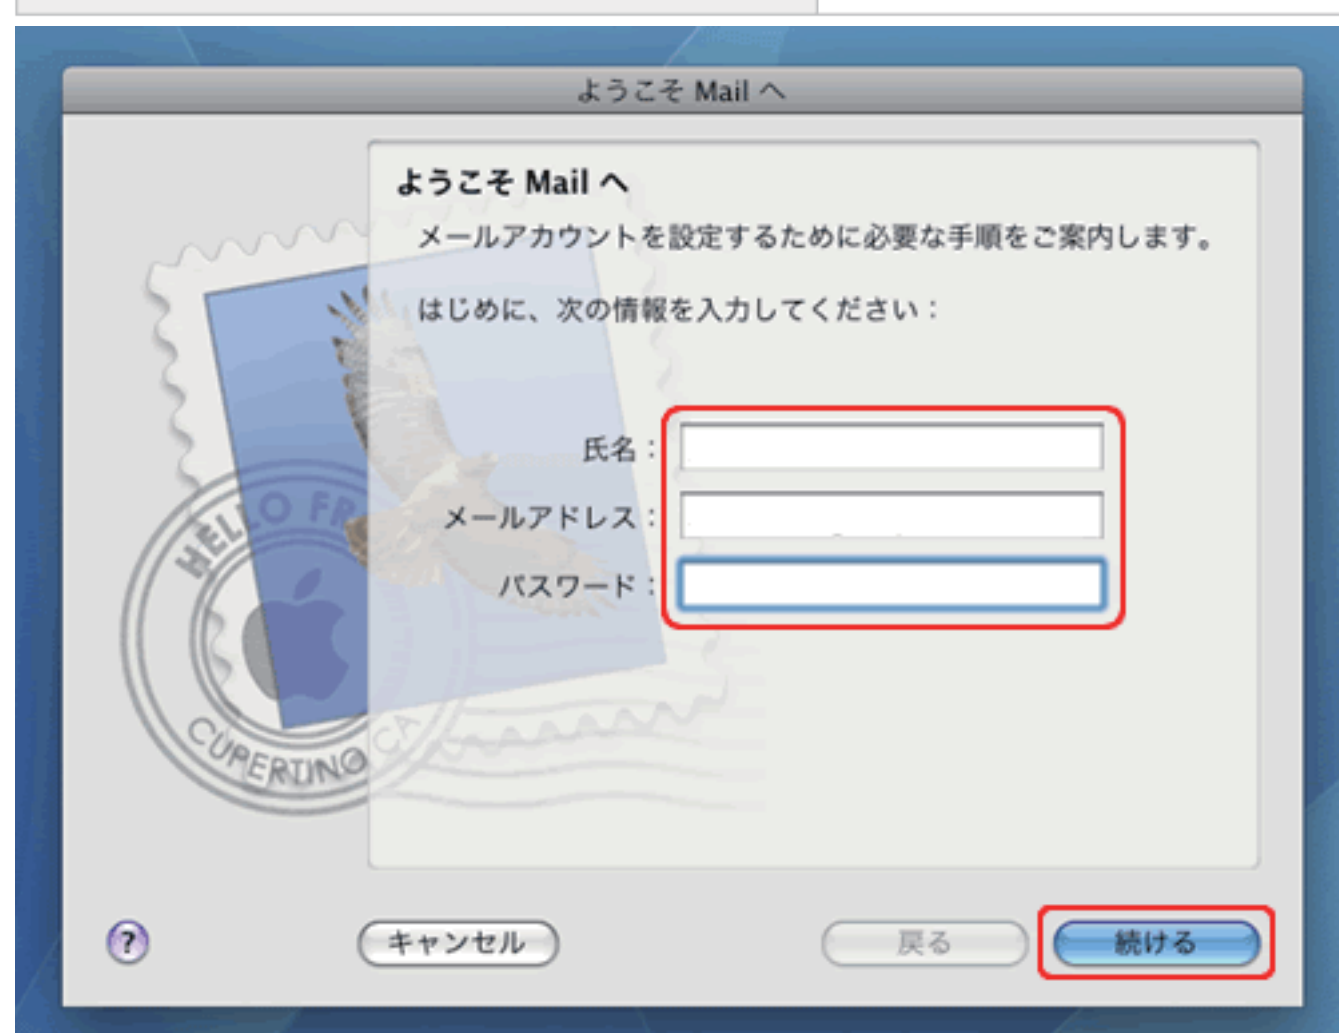 ようこそ Mail へ
ようこそ Mail へ
メールアカウントを設定するために必要な手順をご案内します。
はじめに、次の情報を入力してください：
氏名：
メールアドレス：
パスワード：
HELLO FR
CUPERTINO CA
?
キャンセル
戻る
続ける